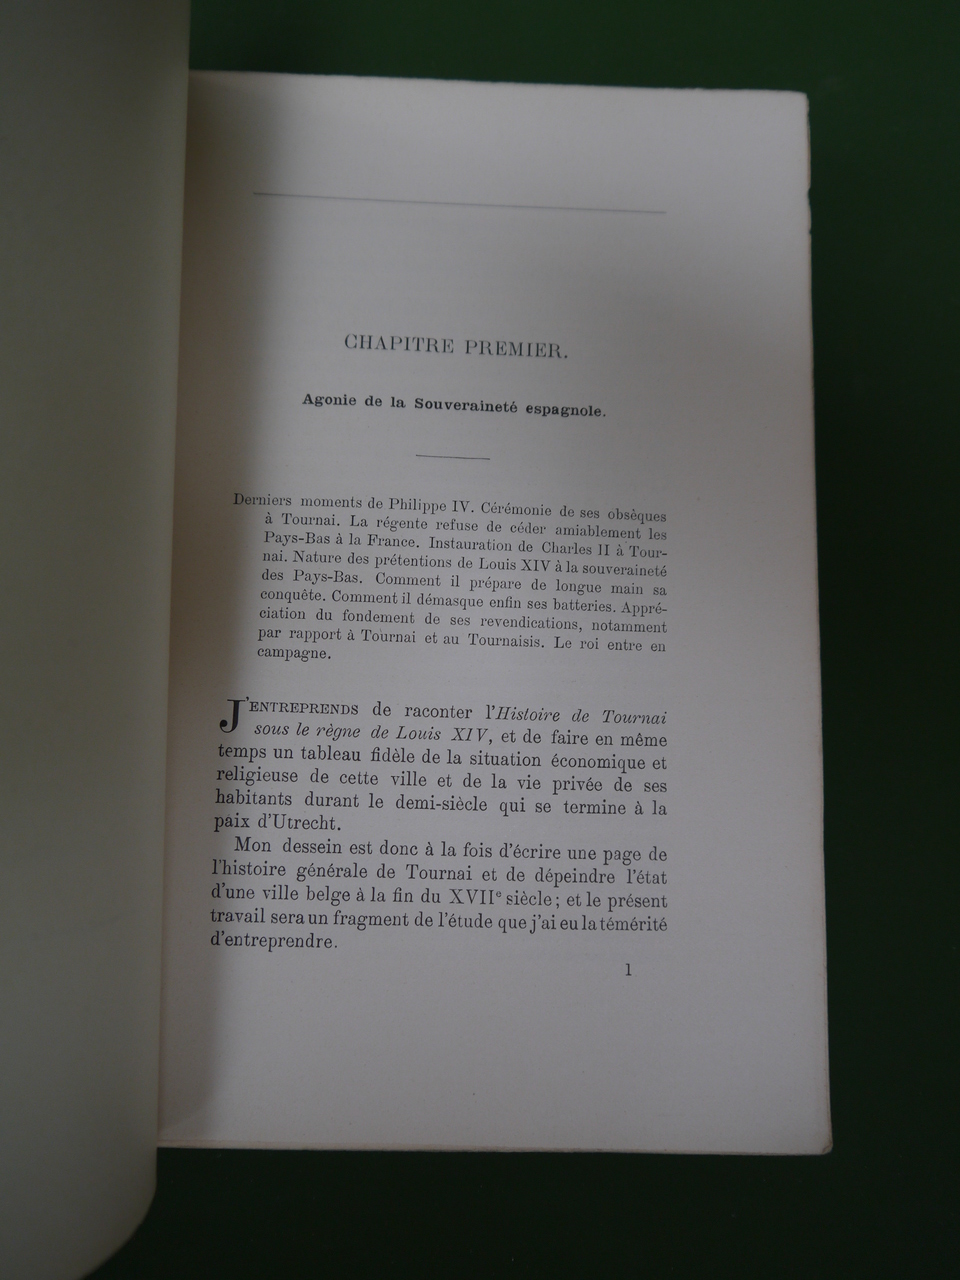 CHAPITRE PREMIER.
Agonie de la Souveraineté espagnole.
Derniers moments de Philippe IV. Cérémonie de ses obsèques
à Tournai. La régente refuse de céder amiablement les
Pays-Bas à la France. Instauration de Charles II à Tour-
nai. Nature des prétentions de Louis XIV à la souveraineté
des Pays-Bas. Comment il prépare de longue main sa
conquête. Comment il démasque enfin ses batteries. Appré-
ciation du fondement de ses revendications, notamment
par rapport à Tournai et au Tournaisis. Le roi entre en
campagne.
J'ENTREPRENDS de raconter l'Histoire de Tournai
sous le règne de Louis XIV, et de faire en même
temps un tableau fidèle de la situation économique et
religieuse de cette ville et de la vie privée de ses
habitants durant le demi-siècle qui se termine à la
paix d'Utrecht.
Mon dessein est donc à la fois d'écrire une page de
l'histoire générale de Tournai et de dépeindre l'état
d'une ville belge à la fin du XVIIe siècle; et le présent
travail sera un fragment de l'étude que j'ai eu la témérité
d'entreprendre.
1